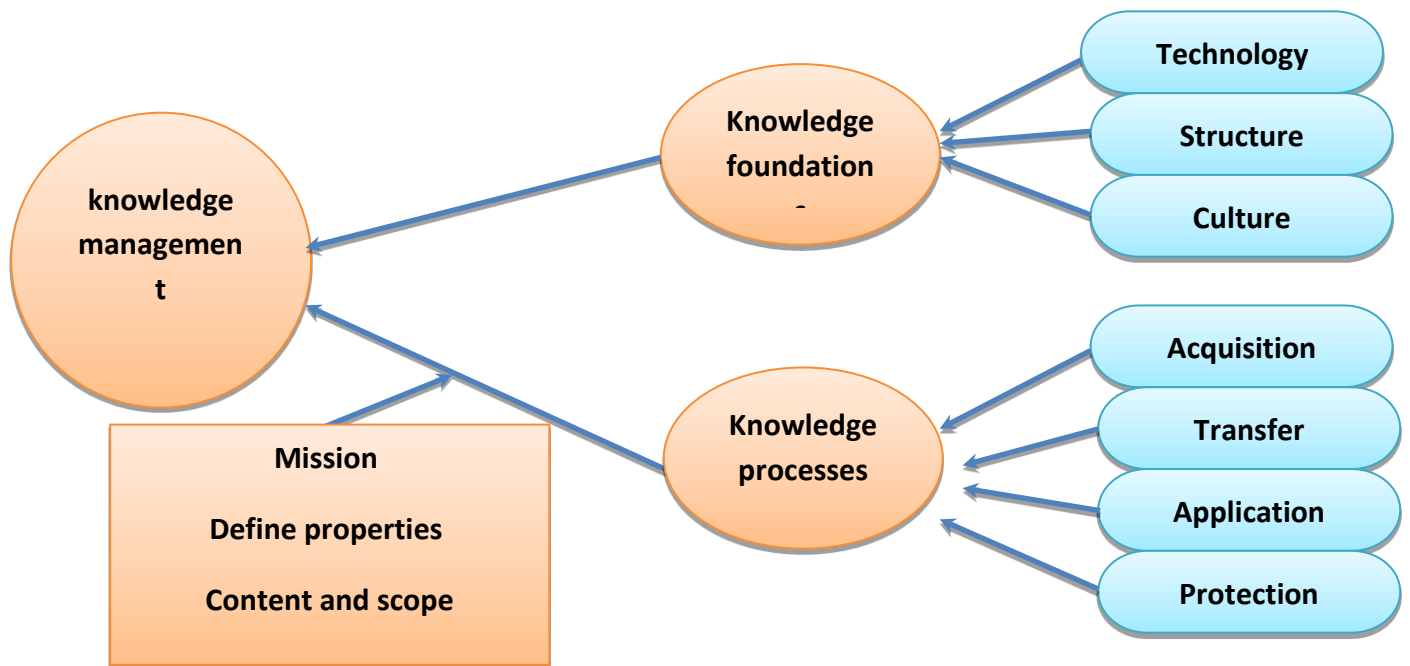 knowledge
managemen
t
Knowledge
foundation
Technology
Structure
Culture
Knowledge
processes
Acquisition
Transfer
Application
Protection
Mission
Define properties
Content and scope